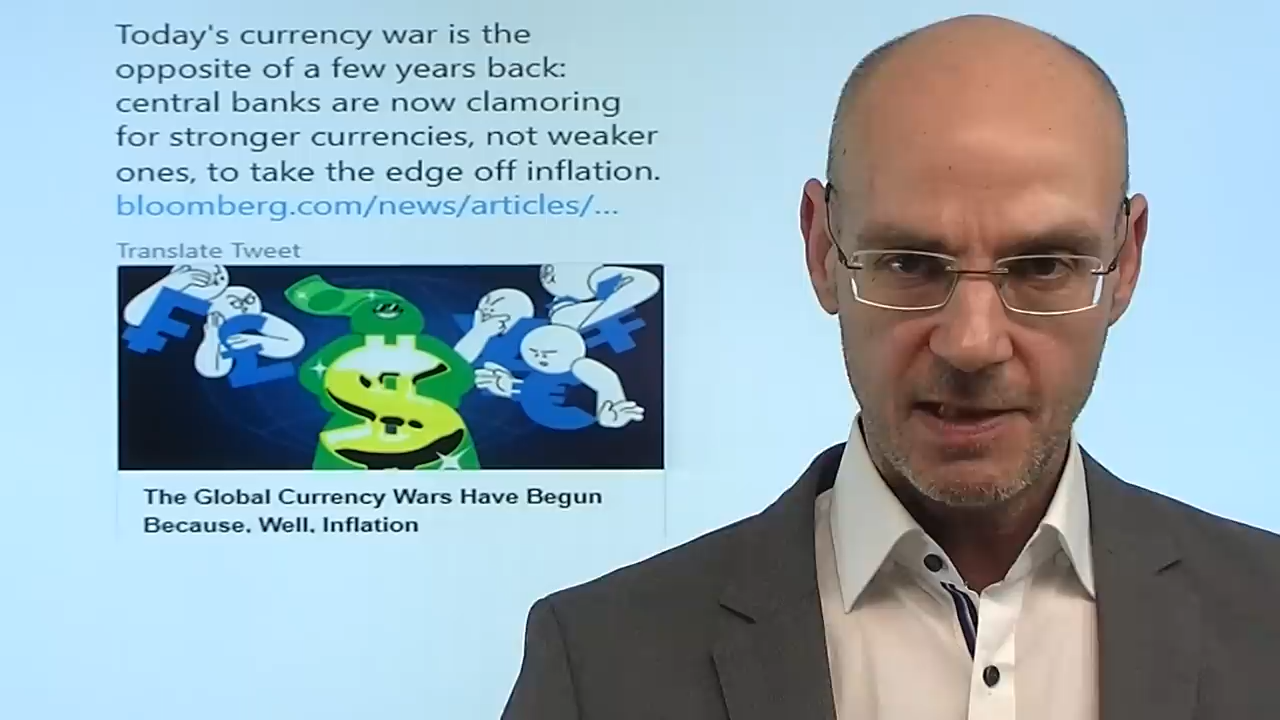 Today's currency war is the
opposite of a few years back:
central banks are now clamoring
for stronger currencies, not weaker
ones, to take the edge off inflation.
bloomberg.com/news/articles/...
Translate Tweet
The Global Currency Wars Have Begun
Because, Well, Inflation